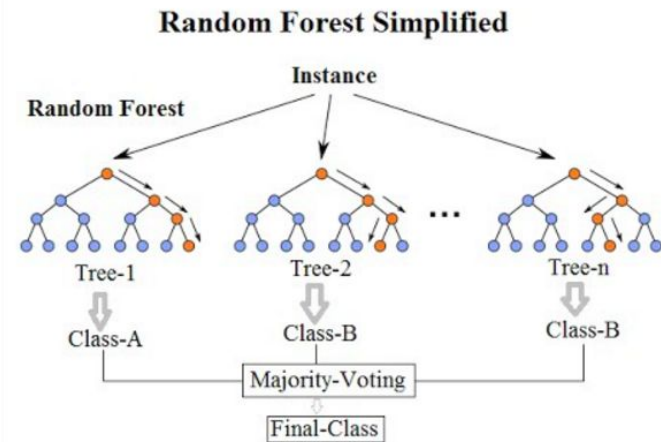 Random Forest Simplified
Instance
Random Forest
...
Tree-1
Tree-2
Tree-n
Class-A
Class-B
Class-B
Majority-Voting
Final-Class